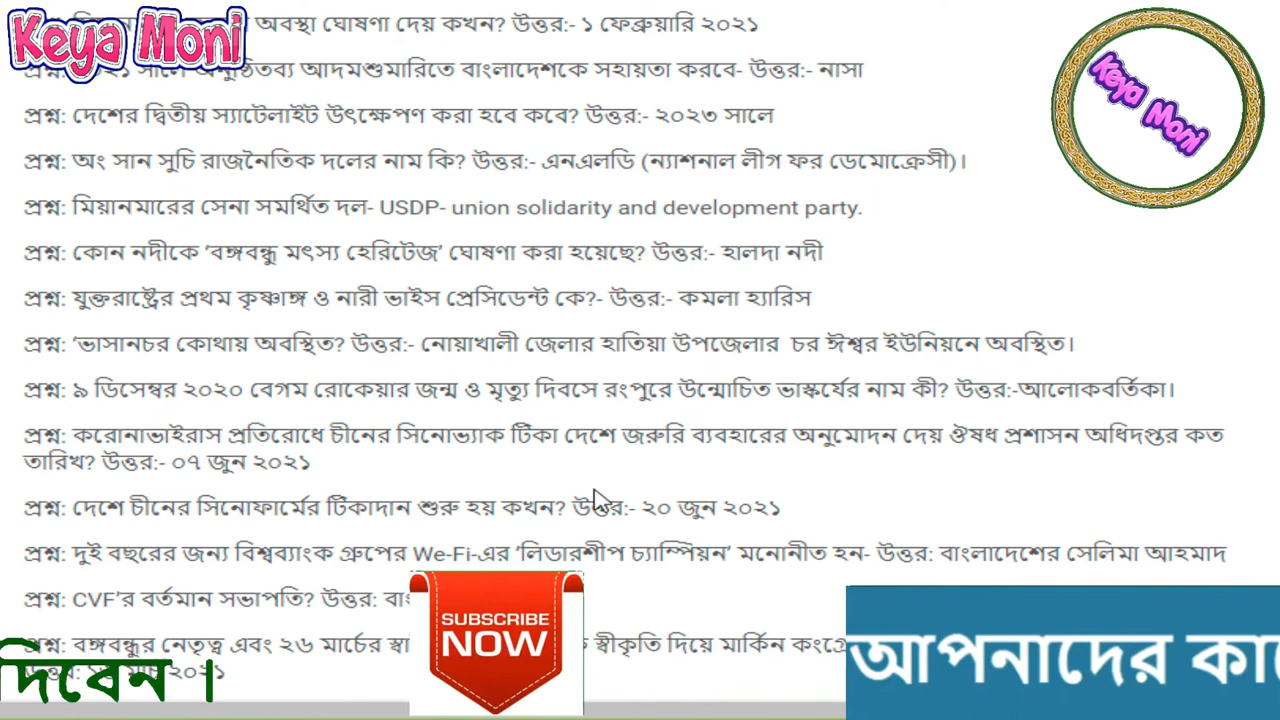 Keya Moni
অবস্থা ঘোষণা দেয় কখন? উত্তর:- ১ ফেব্রুয়ারি ২০২১
সালে অনুষ্ঠিতব্য আদমশুমারিতে বাংলাদেশকে সহায়তা করবে- উত্তর:- নাসা
Keya Moni
প্রশ্ন: দেশের দ্বিতীয় স্যাটেলাইট উৎক্ষেপণ করা হবে কবে? উত্তর:- ২০২৩ সালে
প্রশ্ন: অং সান সুচি রাজনৈতিক দলের নাম কি? উত্তর:- এনএলডি (ন্যাশনাল লীগ ফর ডেমোক্রেসী)।
প্রশ্ন: মিয়ানমারের সেনা সমর্থিত দল- USDP- union solidarity and development party.
প্রশ্ন: কোন নদীকে ‘বঙ্গবন্ধু মৎস্য হেরিটেজ’ ঘোষণা করা হয়েছে? উত্তর:- হালদা নদী
প্রশ্ন: যুক্তরাষ্ট্রের প্রথম কৃষ্ণাঙ্গ ও নারী ভাইস প্রেসিডেন্ট কে?- উত্তর:- কমলা হ্যারিস
প্রশ্ন: ‘ভাসানচর কোথায় অবস্থিত? উত্তর:- নোয়াখালী জেলার হাতিয়া উপজেলার চর ঈশ্বর ইউনিয়নে অবস্থিত।
প্রশ্ন: ৯ ডিসেম্বর ২০২০ বেগম রোকেয়ার জন্ম ও মৃত্যু দিবসে রংপুরে উন্মোচিত ভাস্কর্যের নাম কী? উত্তর:-আলোকবর্তিকা।
প্রশ্ন: করোনাভাইরাস প্রতিরোধে চীনের সিনোভ্যাক টিকা দেশে জরুরি ব্যবহারের অনুমোদন দেয় ঔষধ প্রশাসন অধিদপ্তর কত
তারিখ? উত্তর:- ০৭ জুন ২০২১
প্রশ্ন: দেশে চীনের সিনোফার্মের টিকাদান শুরু হয় কখন? উত্তর:- ২০ জুন ২০২১
প্রশ্ন: দুই বছরের জন্য বিশ্বব্যাংক গ্রুপের We-Fi-এর ‘লিডারশীপ চ্যাম্পিয়ন’ মনোনীত হন- উত্তর: বাংলাদেশের সেলিমা আহমাদ
প্রশ্ন: CVF’র বর্তমান সভাপতি? উত্তর:
প্রশ্ন: বঙ্গবন্ধুর নেতৃত্ব এবং ২৬ মার্চের স্বীকৃতি দিয়ে মার্কিন
২০২১
দিবেন।
SUBSCRIBE
NOW
আপনাদের